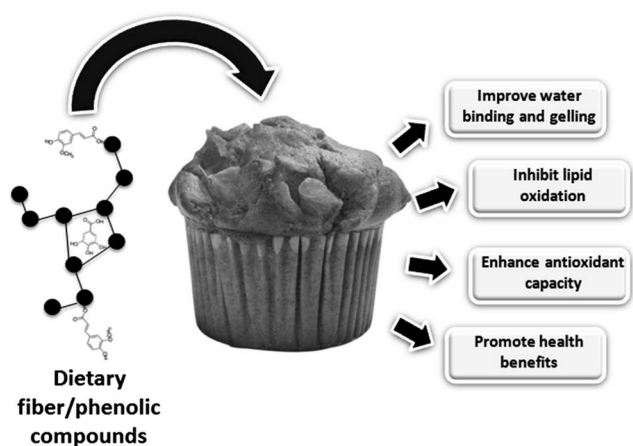 Improve water
binding and gelling
Inhibit lipid
oxidation
Enhance antioxidant
capacity
Promote health
benefits
Dietary
fiber/phenolic
compounds